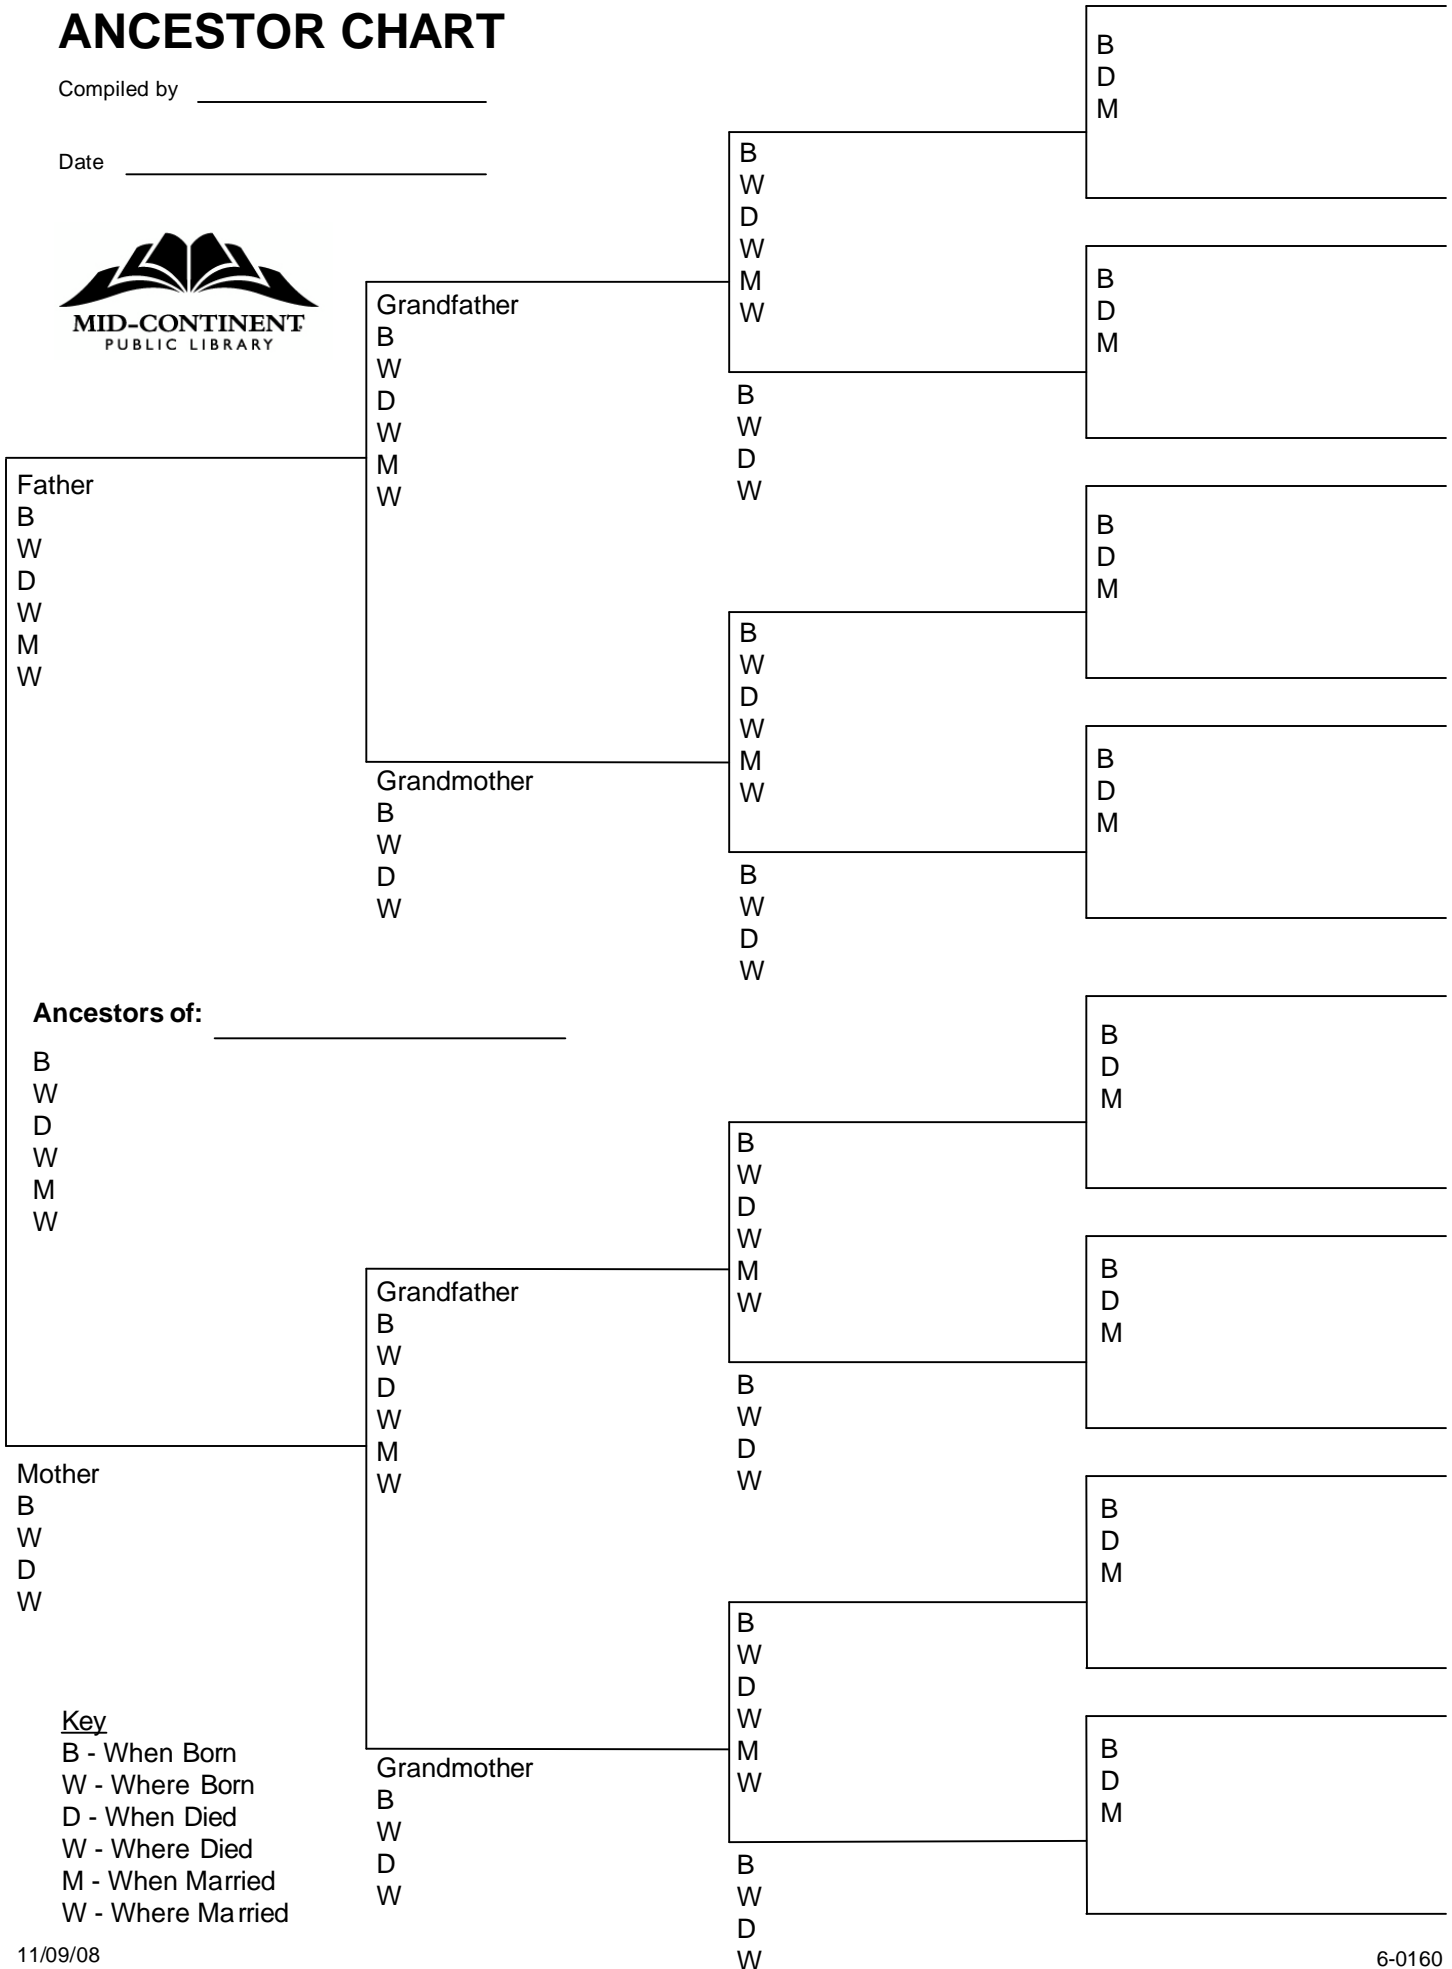 ANCESTOR CHART
Compiled by
Date
MID-CONTINENT
PUBLIC LIBRARY
Father
B
W
D
W
M
W
Ancestors of:
B
W
D
W
M
W
Mother
B
W
D
W
Key
B - When Born
W - Where Born
D - When Died
W - Where Died
M - When Married
W - Where Married
11/09/08
Grandfather
B
W
D
W
M
W
Grandmother
B
W
D
W
Grandfather
B
W
D
W
M
W
Grandmother
B
W
D
W
B
W
D
W
M
W
B
W
D
W
B
W
D
W
M
W
B
W
D
W
B
W
D
W
M
W
B
W
D
W
B
W
D
W
M
W
B
W
D
W
B
D
M
B
D
M
B
D
M
B
D
M
B
D
M
B
D
M
B
D
M
B
D
M
6-0160